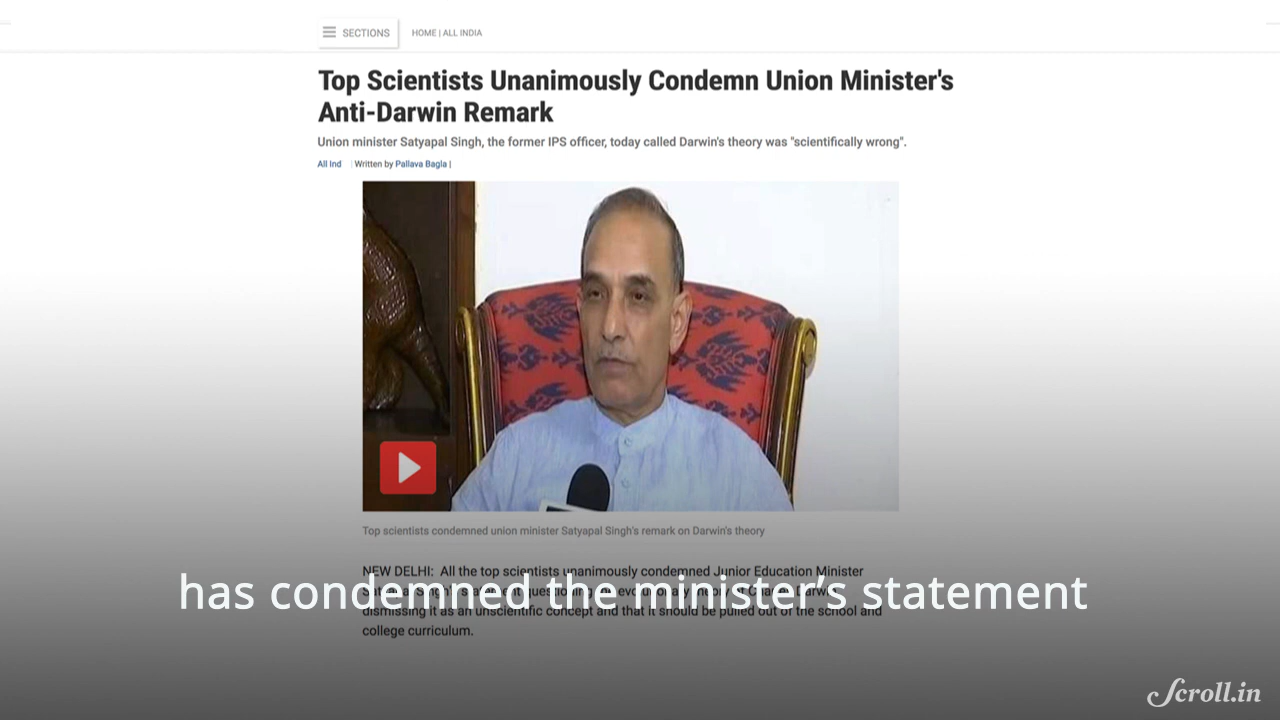 SECTIONS
HOME | ALL INDIA
Top Scientists Unanimously Condemn Union Minister's
Anti-Darwin Remark
Union minister Satyapal Singh, the former IPS officer, today called Darwin's theory was "scientifically wrong".
All Ind | Written by Pallava Bagla |
Top scientists condemned union minister Satyapal Singh's remark on Darwin's theory
NEW DELHI: All the top scientists unanimously condemned Junior Education Minister
has condemned the minister’s statement
dismissing it as an unscientific concept and that it should be pulled out of the school and
college curriculum.
Scroll.in